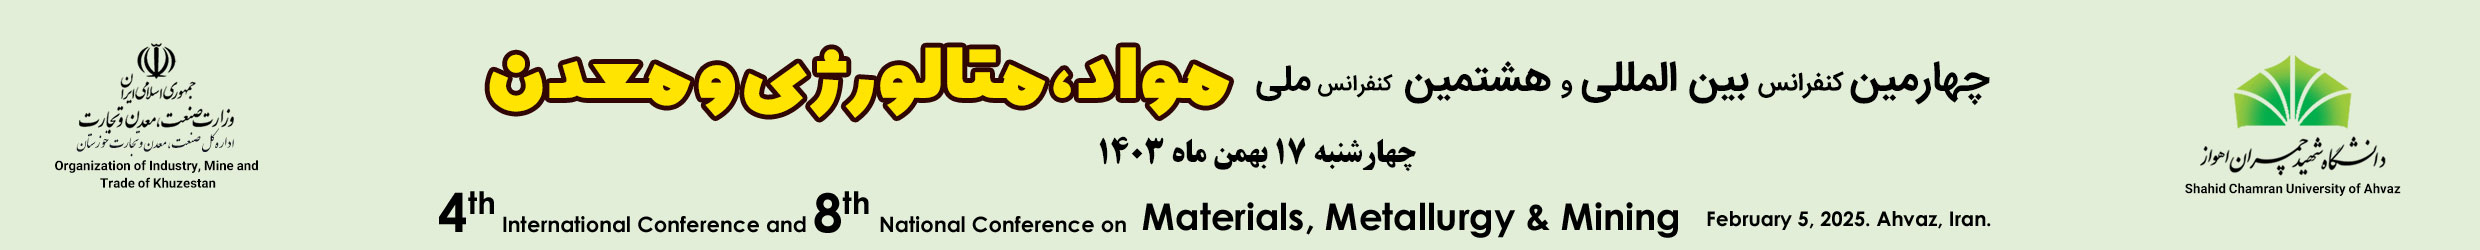 جمهوری اسلامی ایران
وزارت صنعت، معدن و تجارت
اداره کل صنعت، معدن و تجارت خوزستان
Organization of Industry, Mine and
Trade of Khuzestan
چهارمین کنفرانس بین المللی و هشتمین کنفرانس ملی مواد، متالورژی و معدن
چهارشنبه ۱۷ بهمن ماه ۱۴۰۳
4th International Conference and 8th National Conference on Materials, Metallurgy & Mining February 5, 2025. Ahvaz, Iran.
دانشگاه شهید چمران اهواز
Shahid Chamran University of Ahvaz